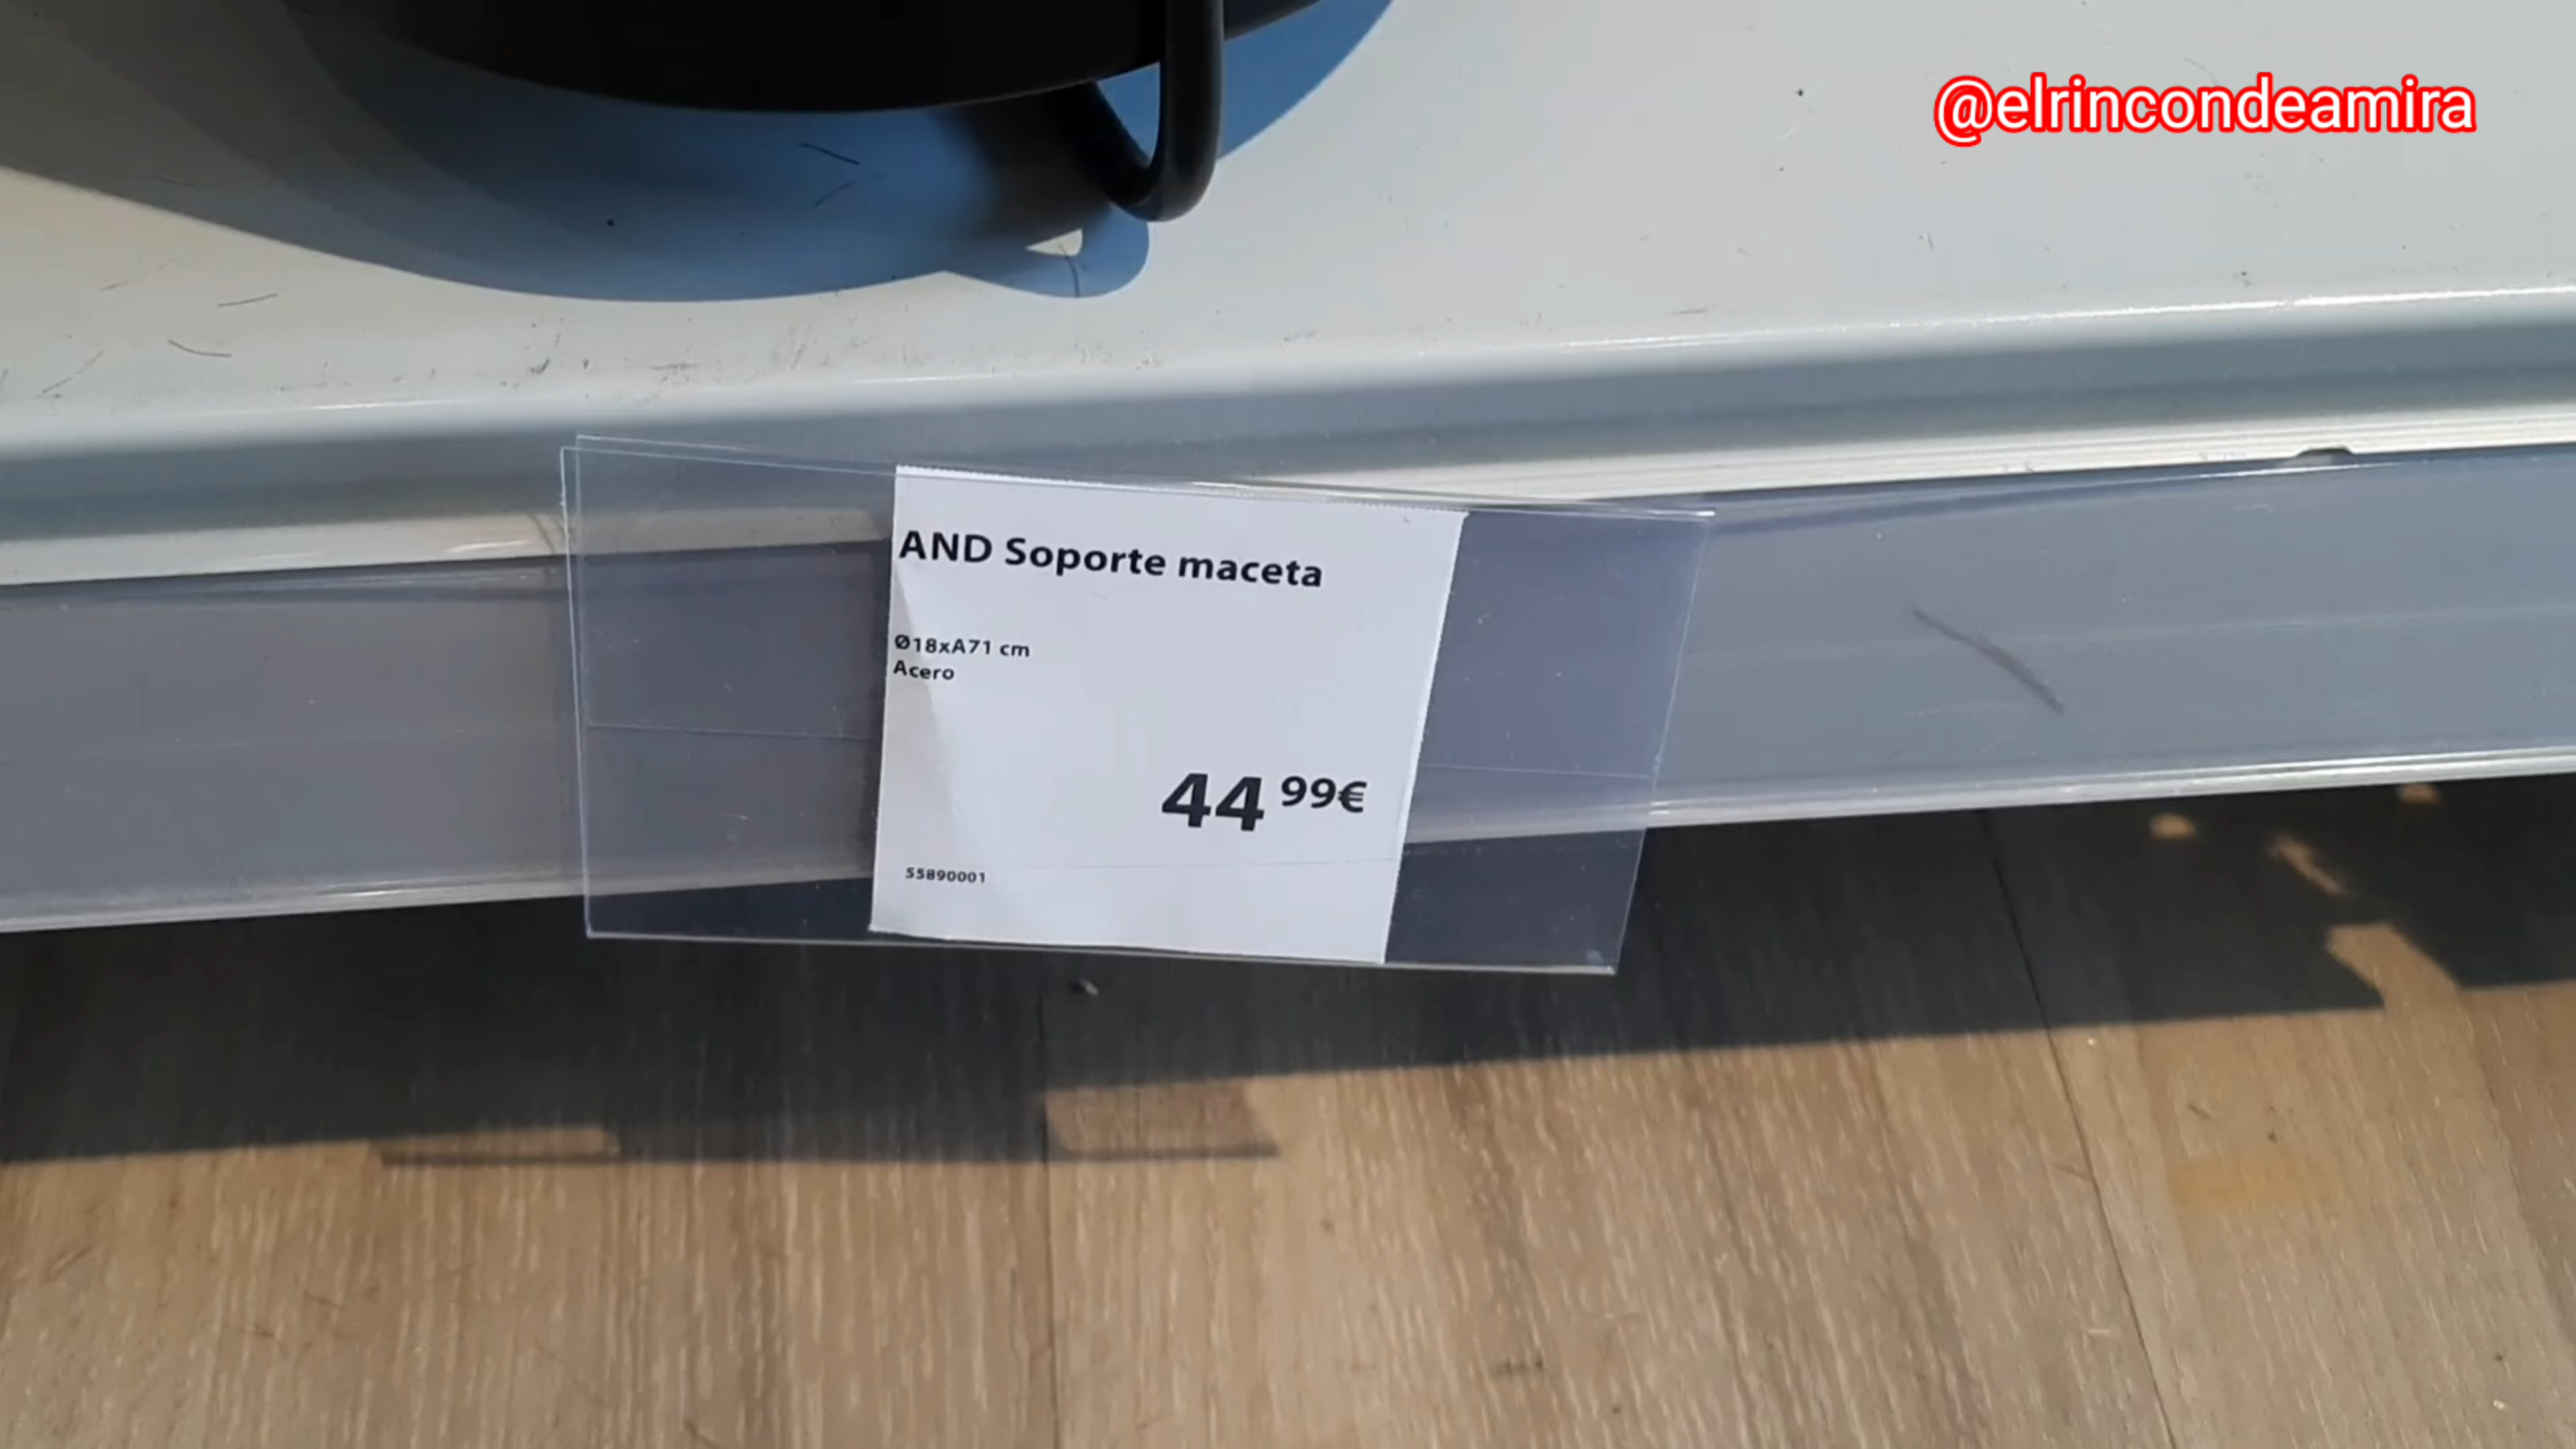 @elrincondeamira
AND Soporte maceta
Ø18xA71 cm
Acero
44 99€
55890001